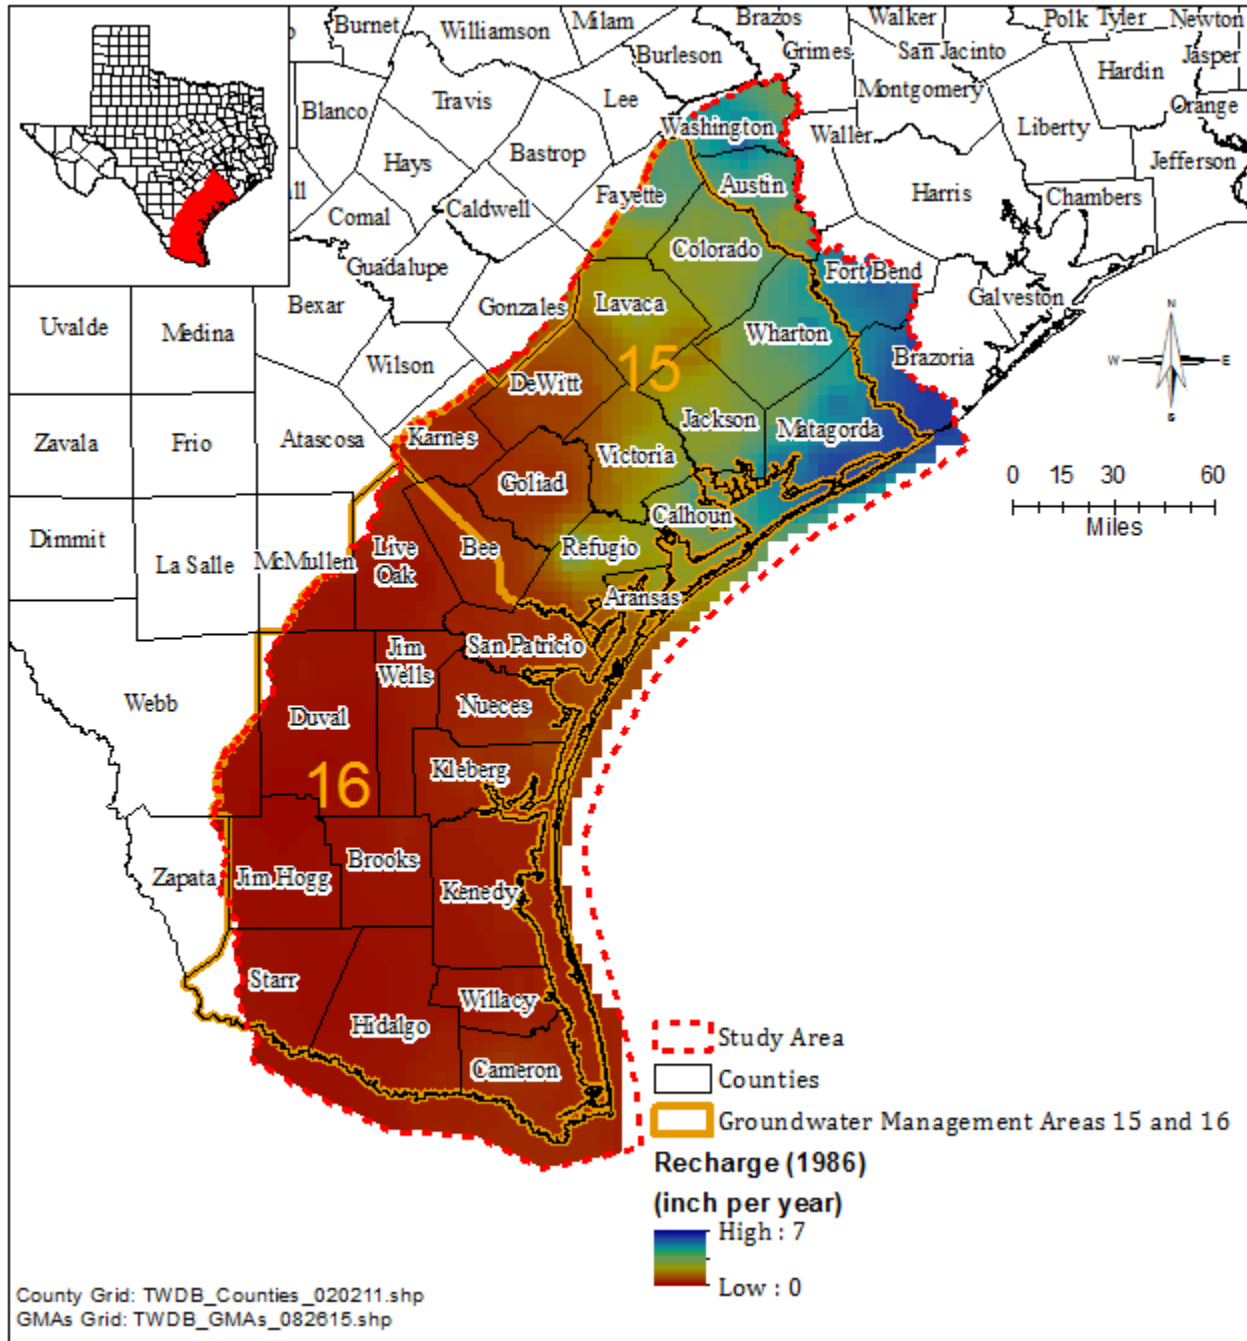 Burnet
Williamson
Milam
Brazos
Walker
Polk
Tyler
Newton
Burleson
Grimes
San Jacinto
Jasper
Hardin
Blanco
Travis
Lee
Montgomery
Orange
Washington
Waller
Liberty
Hays
Bastrop
Jefferson
Fayette
Austin
Harris
Chambers
Comal
Caldwell
Colorado
Guadalupe
Fort Bend
Bexar
Gonzales
Lavaca
Galveston
Uvalde
Medina
Wharton
N
Wilson
15
Brazoria
W
E
DeWitt
S
Jackson
Matagorda
Zavala
Frio
Atascosa
Karnes
Victoria
0 15 30 60
Miles
Goliad
Calhoun
Dimmit
La Salle
McMullen
Live
Oak
Bee
Refugio
Aransas
San Patricio
Jim
Wells
Webb
Duval
Nueces
16
Kleberg
Zapata
Jim Hogg
Brooks
Kenedy
Starr
Willacy
Hidalgo
Cameron
Study Area
Counties
Groundwater Management Areas 15 and 16
Recharge (1986)
(inch per year)
High : 7
Low : 0
County Grid: TWDB_Counties_020211.shp
GMAs Grid: TWDB_GMAs_082615.shp